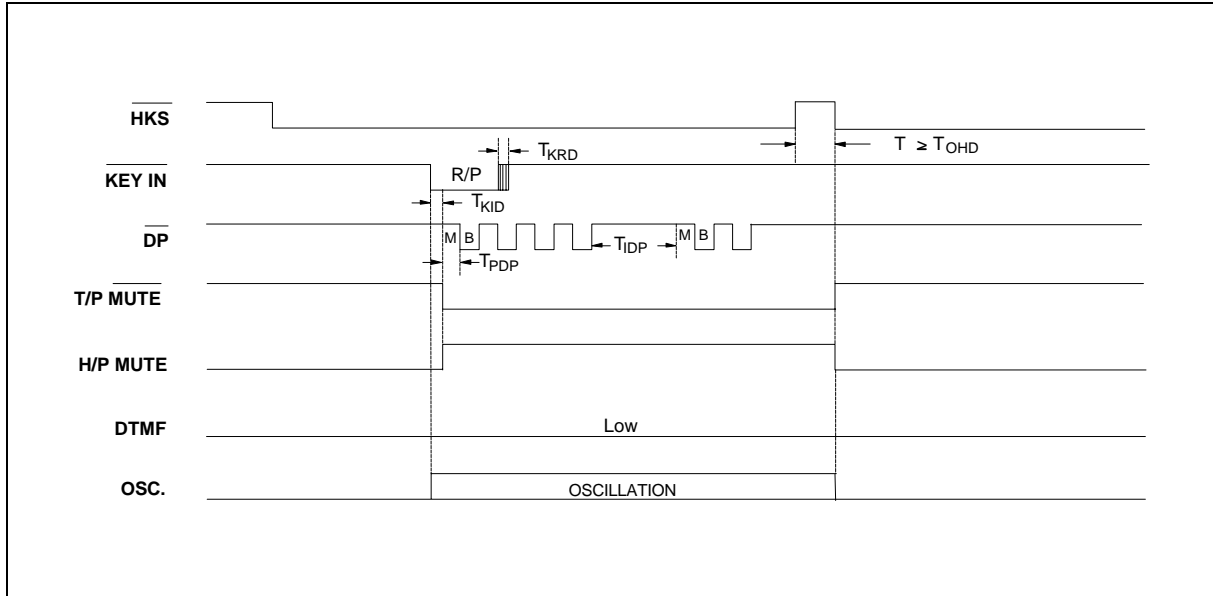 HKS
T ≥ TOHD
TKRD
KEY IN
R/P
TKID
DP
M B
TIDP
M B
TPDP
T/P MUTE
H/P MUTE
DTMF
Low
OSC.
OSCILLATION